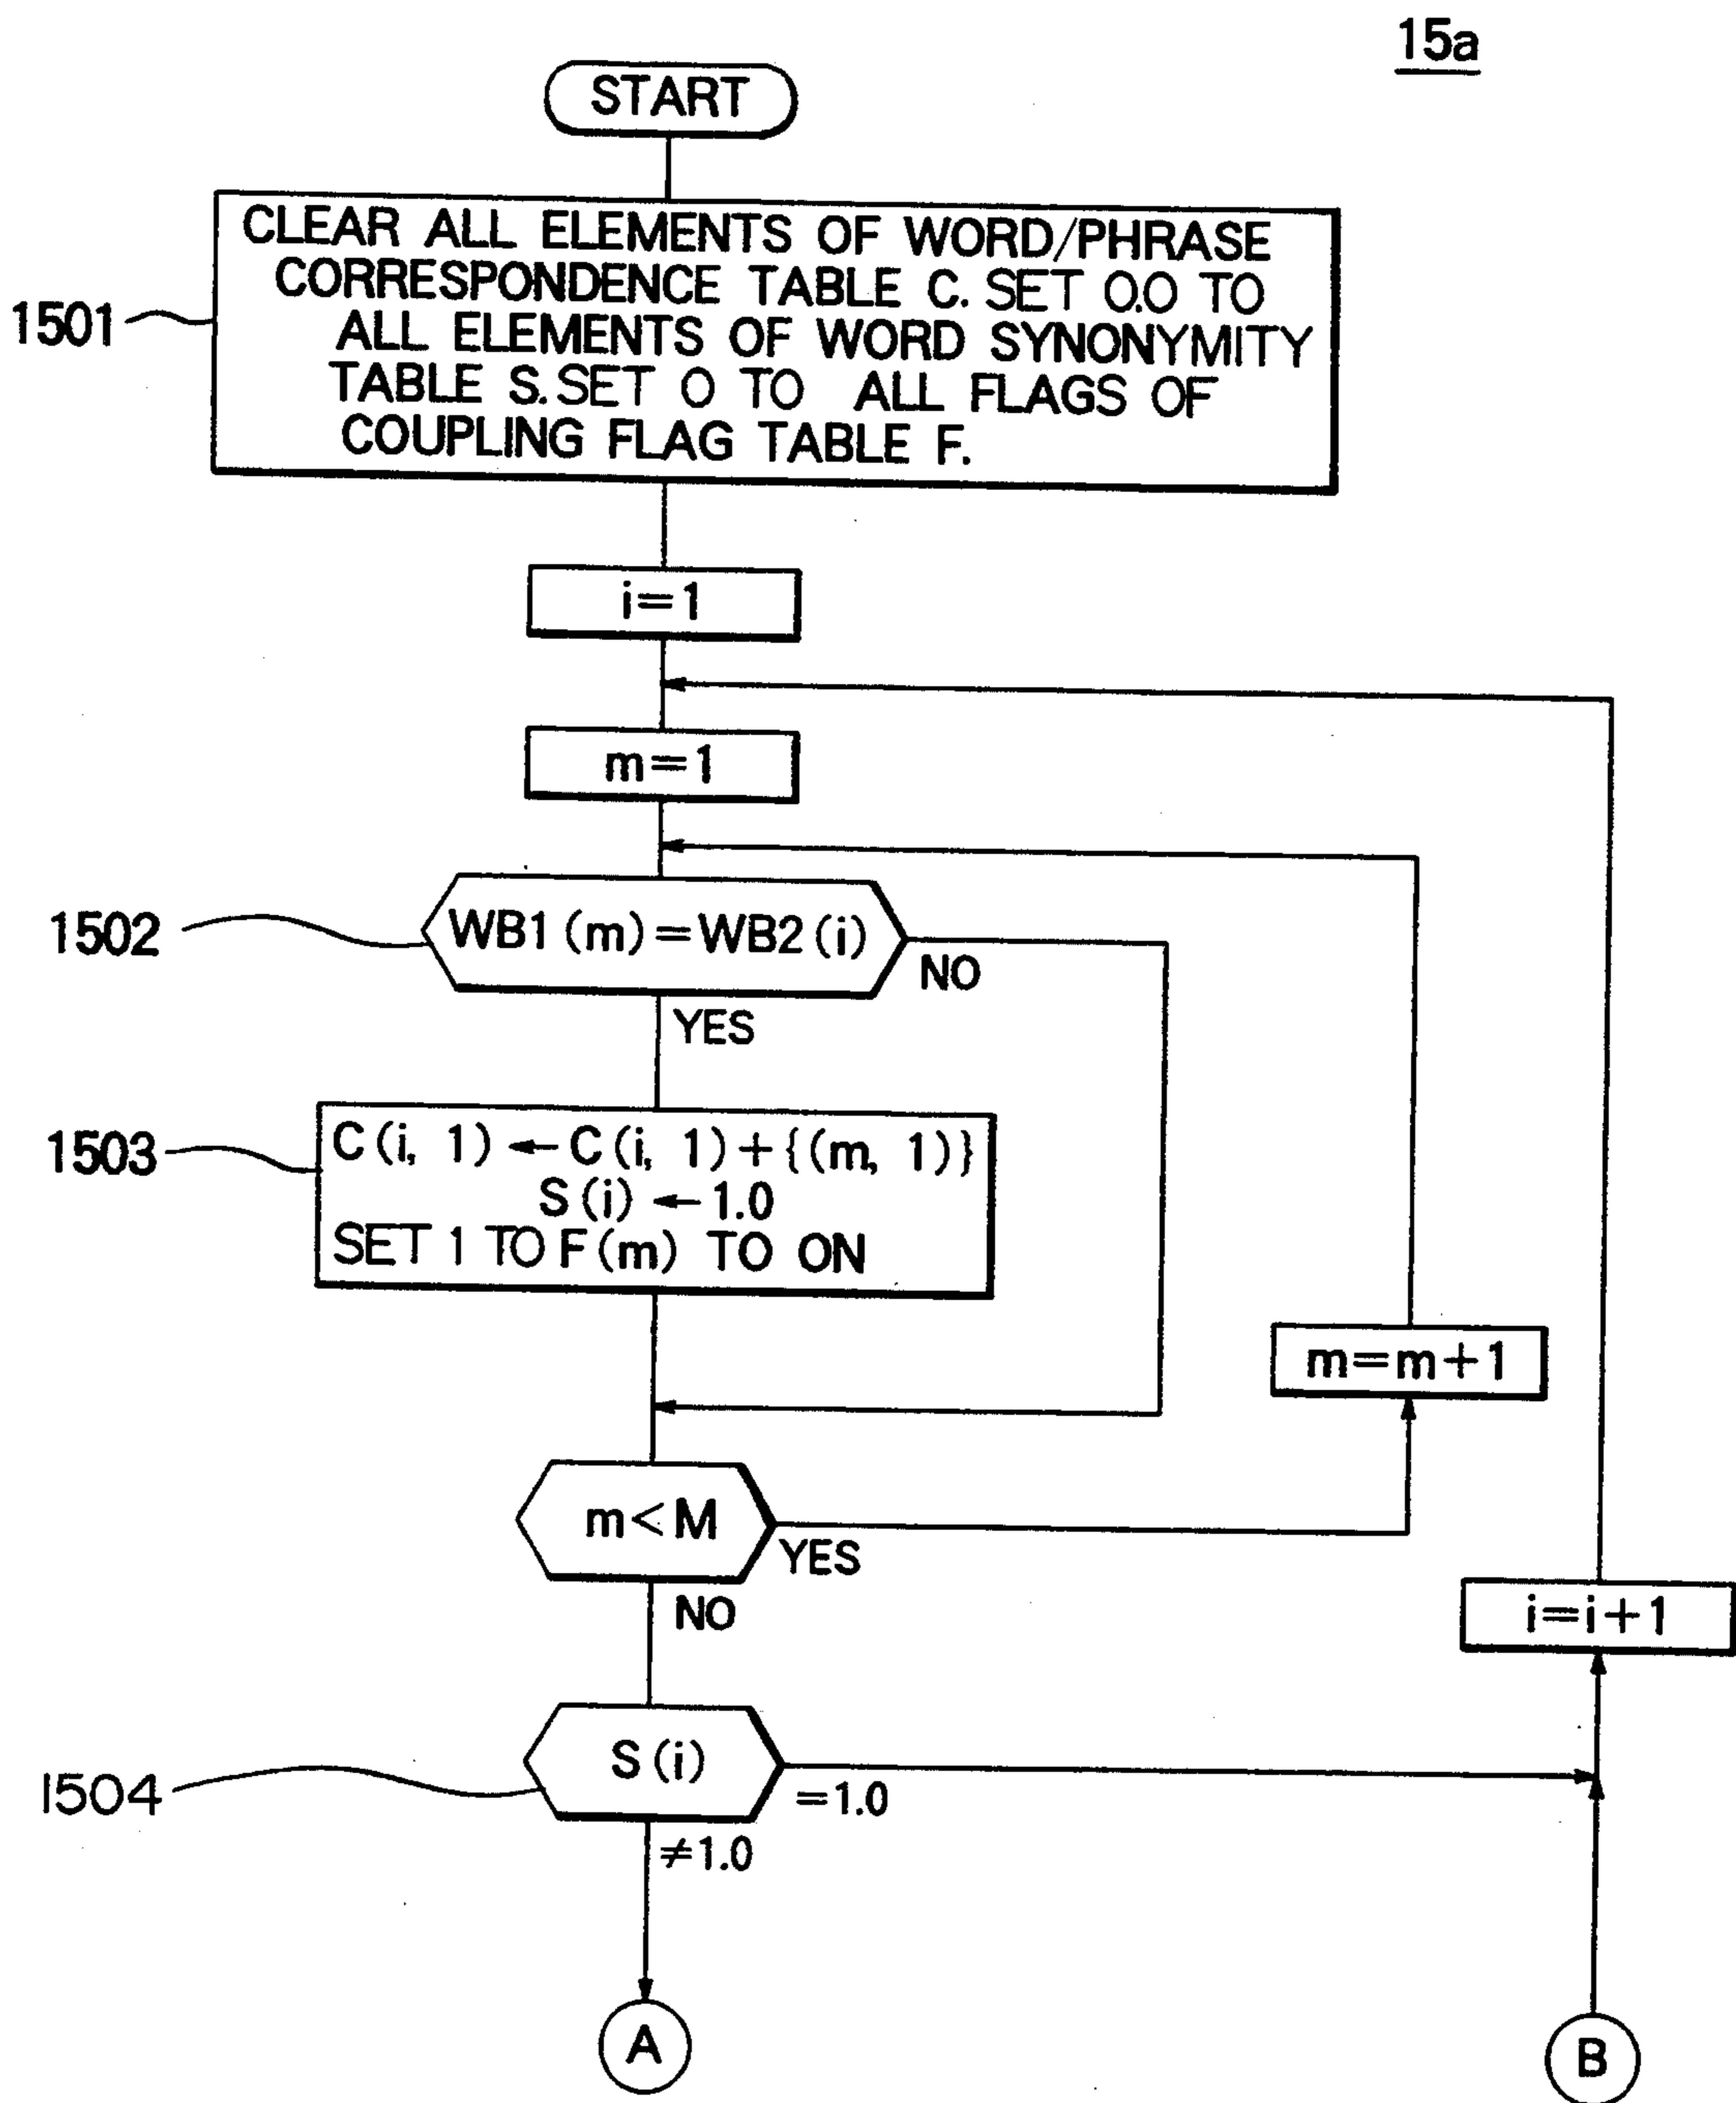 15a
START
1501
CLEAR ALL ELEMENTS OF WORD/PHRASE
CORRESPONDENCE TABLE C. SET 0.0 TO
ALL ELEMENTS OF WORD SYNONYMITY
TABLE S. SET 0 TO ALL FLAGS OF
COUPLING FLAG TABLE F.
i=1
m=1
1502
WB1(m)=WB2(i)
NO
YES
1503
C(i, 1)←C(i, 1)+{(m, 1)}
S(i)←1.0
SET 1 TO F(m) TO ON
m=m+1
m<M
YES
NO
i=i+1
S(i)
1504
=1.0
≠1.0
A
B